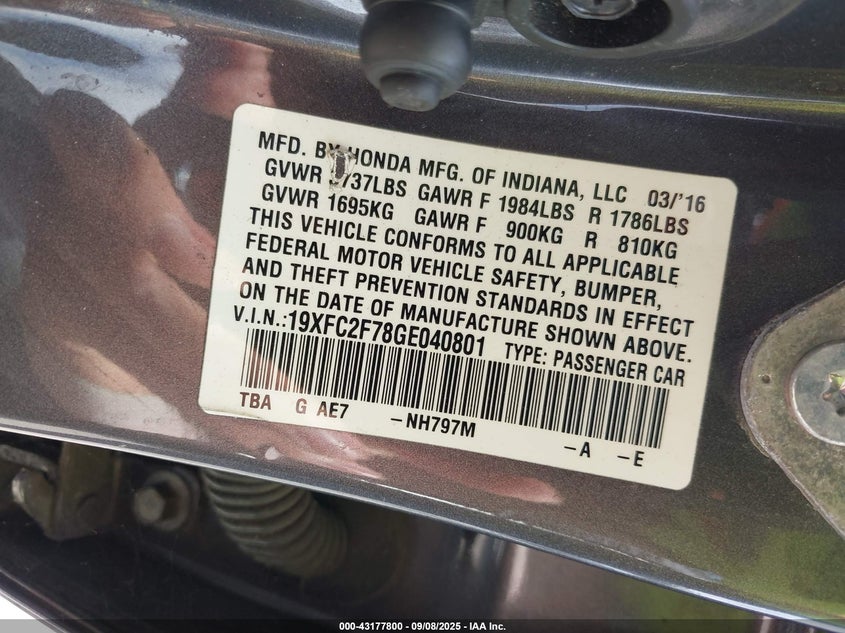 MFD. BY HONDA MFG. OF INDIANA, LLC 03/'16
GVWR 737LBS GAWR F 1984LBS R 1786LBS
GVWR 1695KG GAWR F 900KG R 810KG
THIS VEHICLE CONFORMS TO ALL APPLICABLE
FEDERAL MOTOR VEHICLE SAFETY, BUMPER,
AND THEFT PREVENTION STANDARDS IN EFFECT
ON THE DATE OF MANUFACTURE SHOWN ABOVE.
V.I.N.:19XFC2F78GE040801 TYPE: PASSENGER CAR
TBA G AE7 -NH797M -A -E
000-43177800 - 09/08/2025 - IAA Inc.